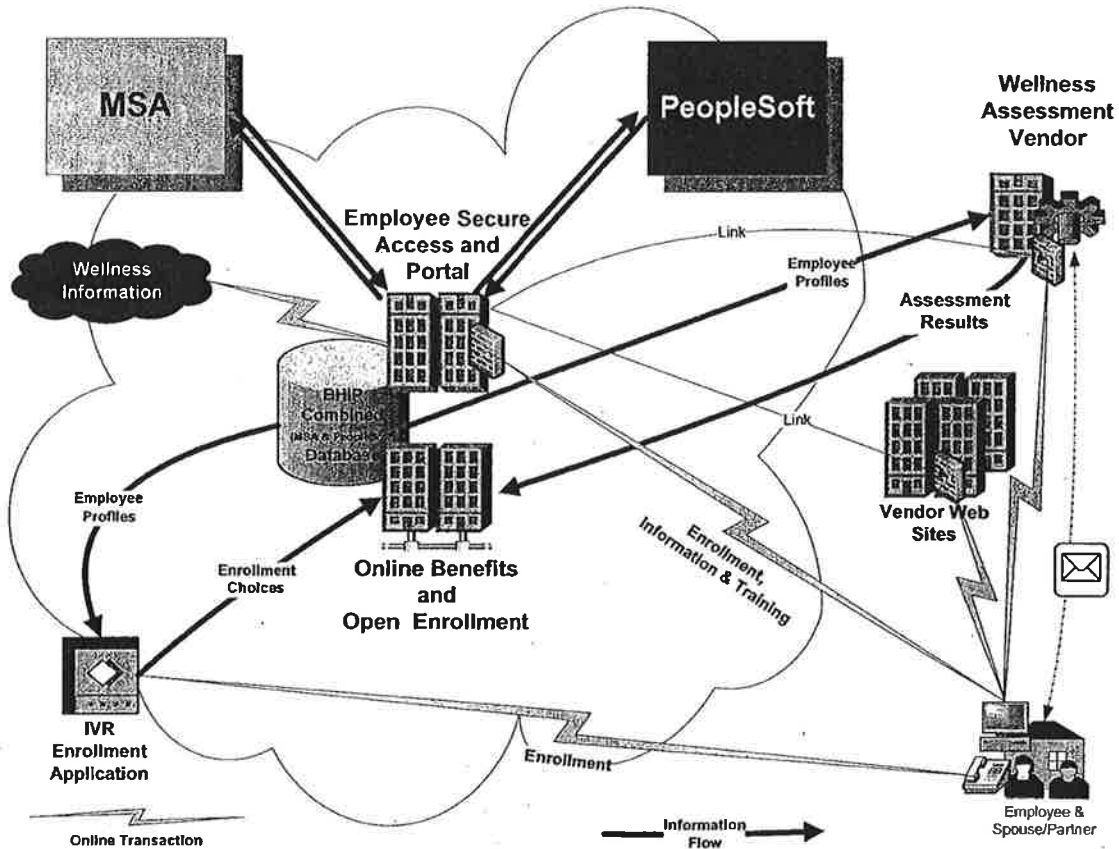 MSA
PeopleSoft
Wellness
Assessment
Vendor
Employee Secure
Access and
Portal
Link
Employee
Profiles
Wellness
Information
Assessment
Results
BHIP
Combined
(MSA &
Database
Link
Employee
Profiles
Vendor Web
Sites
Enrollment,
Information & Training
Enrollment
Choices
Online Benefits
and
Open Enrollment
IVR
Enrollment
Application
Enrollment
Employee &
Spouse/Partner
Online Transaction
Information
Flow